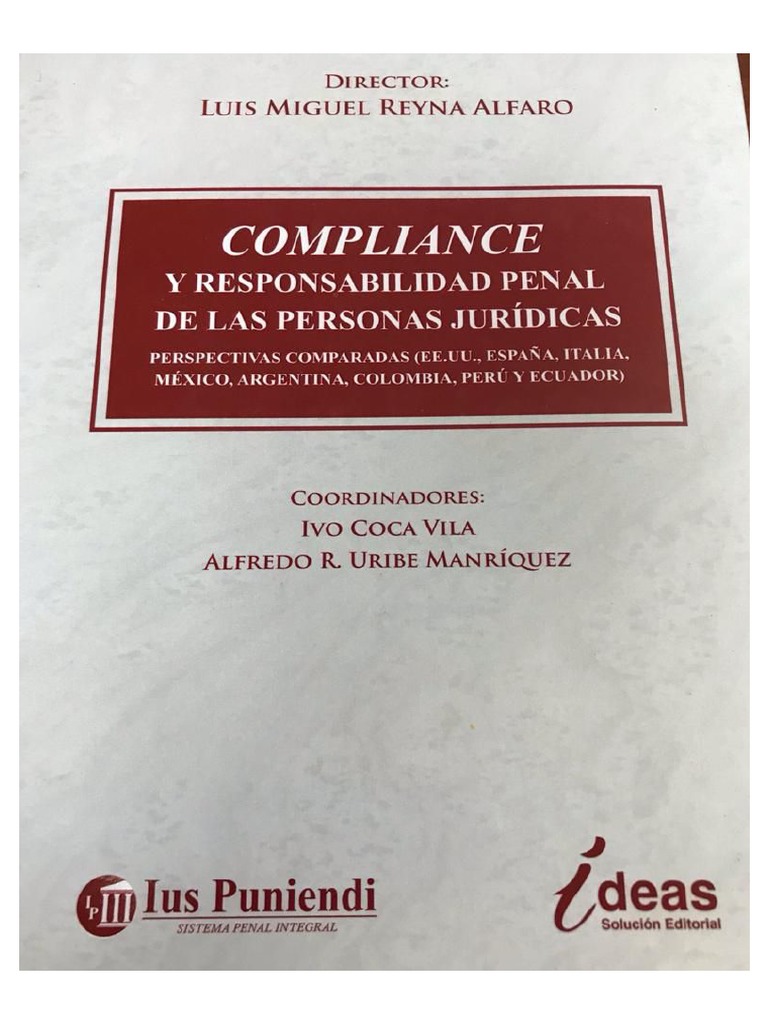 DIRECTOR:
LUIS MIGUEL REYNA ALFARO
COMPLIANCE
Y RESPONSABILIDAD PENAL
DE LAS PERSONAS JURÍDICAS
PERSPECTIVAS COMPARADAS (EE.UU., ESPAÑA, ITALIA,
MÉXICO, ARGENTINA, COLOMBIA, PERÚ Y ECUADOR)
COORDINADORES:
IVO COCA VILA
ALFREDO R. URIBE MANRÍQUEZ
IP Ius Puniendi
SISTEMA PENAL INTEGRAL
ideas
Solución Editorial